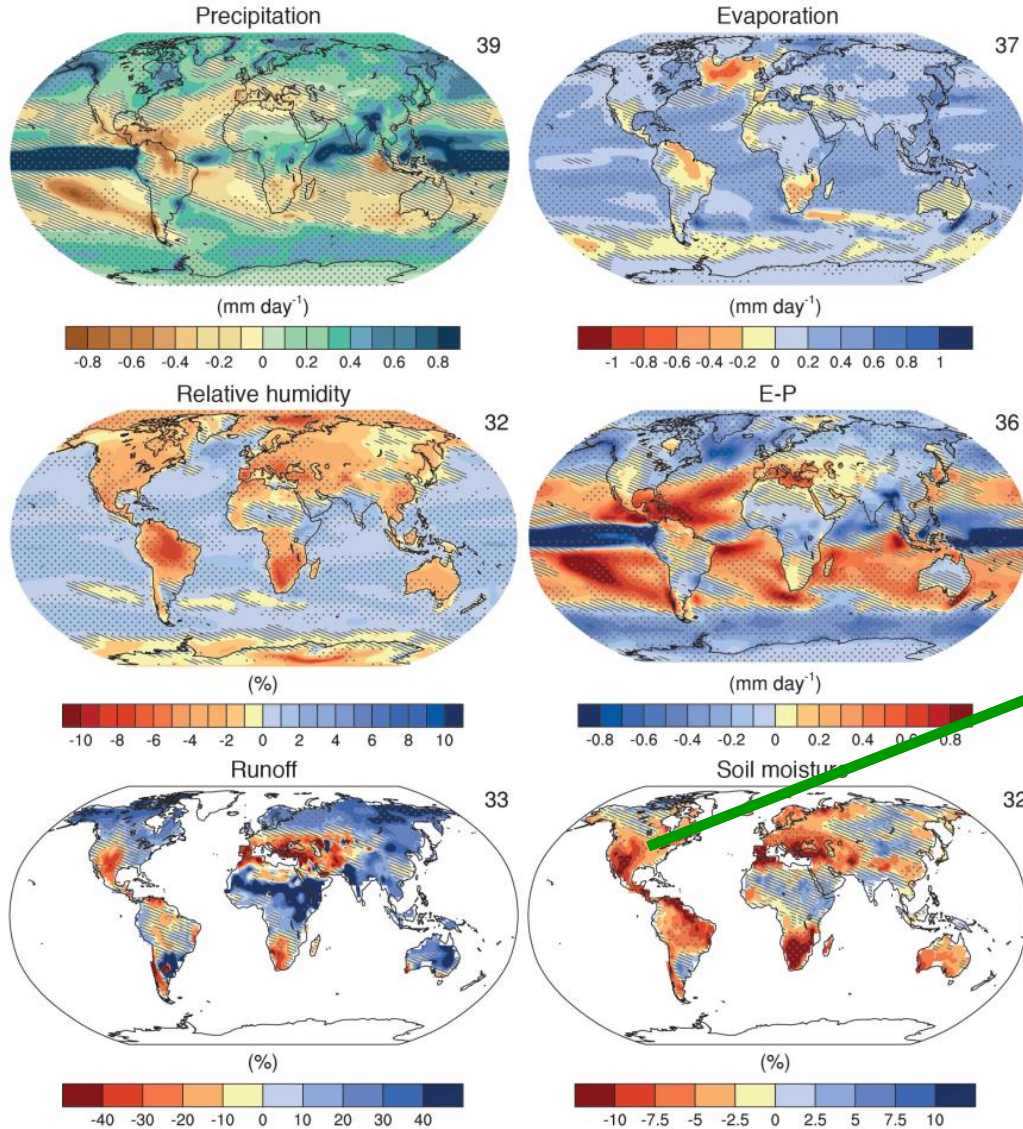 Precipitation
39
(mm day⁻¹)
-0.8 -0.6 -0.4 -0.2 0 0.2 0.4 0.6 0.8
Evaporation
37
(mm day⁻¹)
-1 -0.8 -0.6 -0.4 -0.2 0 0.2 0.4 0.6 0.8 1
Relative humidity
32
(%)
-10 -8 -6 -4 -2 0 2 4 6 8 10
E-P
36
(mm day⁻¹)
-0.8 -0.6 -0.4 -0.2 0 0.2 0.4 0.6 0.8
Runoff
33
(%)
-40 -30 -20 -10 0 10 20 30 40
Soil moisture
32
(%)
-10 -7.5 -5 -2.5 0 2.5 5 7.5 10